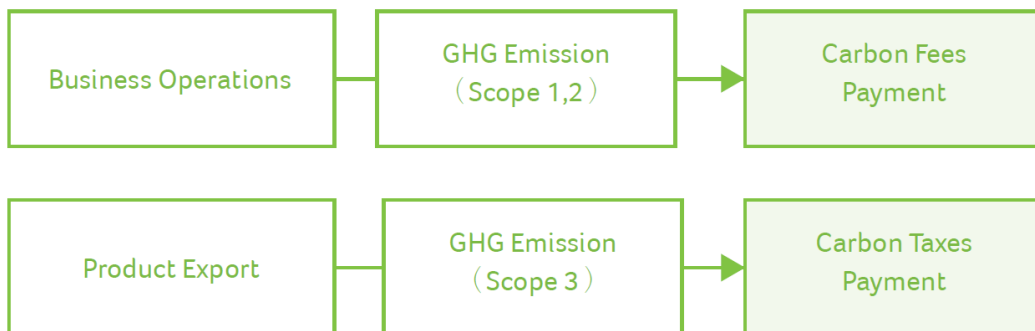 Business Operations
GHG Emission
（Scope 1,2）
Carbon Fees
Payment
Product Export
GHG Emission
（Scope 3）
Carbon Taxes
Payment